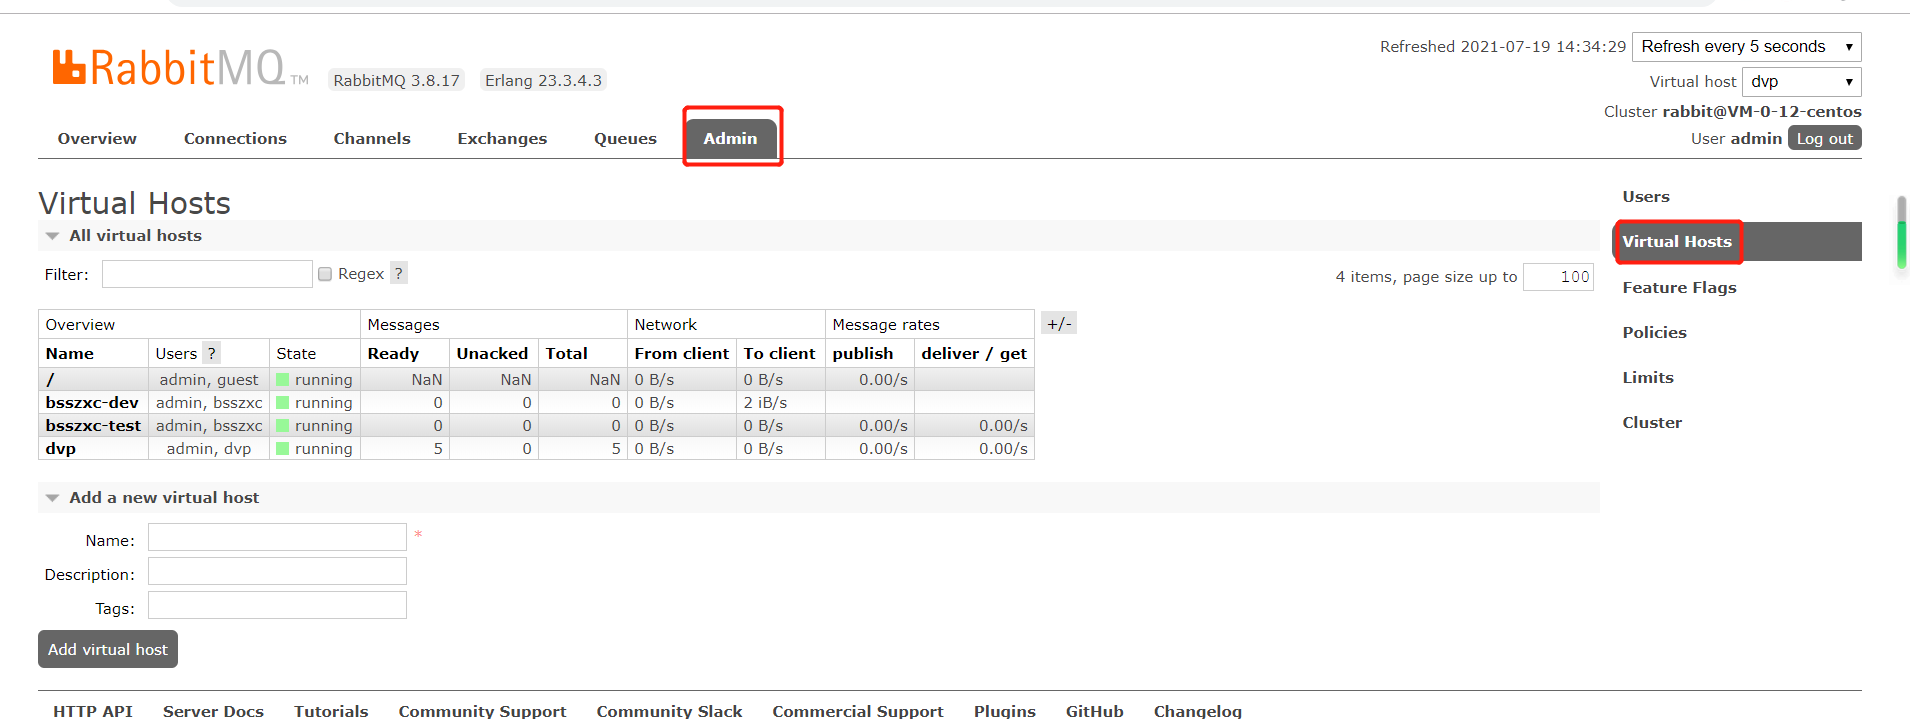 RabbitMQ TM RabbitMQ 3.8.17 Erlang 23.3.4.3
Refreshed 2021-07-19 14:34:29 Refresh every 5 seconds
Virtual host dvp
Cluster rabbit@VM-0-12-centos
User admin Log out
Overview Connections Channels Exchanges Queues Admin
Virtual Hosts
All virtual hosts
Filter: Regex ? 4 items, page size up to 100
Overview Messages Network Message rates +/-
Name Users ? State Ready Unacked Total From client To client publish deliver / get
/ admin, guest running NaN NaN NaN 0 B/s 0 B/s 0.00/s
bsszxc-dev admin, bsszxc running 0 0 0 0 B/s 2 iB/s
bsszxc-test admin, bsszxc running 0 0 0 0 B/s 0 B/s 0.00/s 0.00/s
dvp admin, dvp running 5 0 5 0 B/s 0 B/s 0.00/s 0.00/s
Add a new virtual host
Name: *
Description:
Tags:
Add virtual host
Users
Virtual Hosts
Feature Flags
Policies
Limits
Cluster
HTTP API Server Docs Tutorials Community Support Community Slack Commercial Support Plugins GitHub Changelog